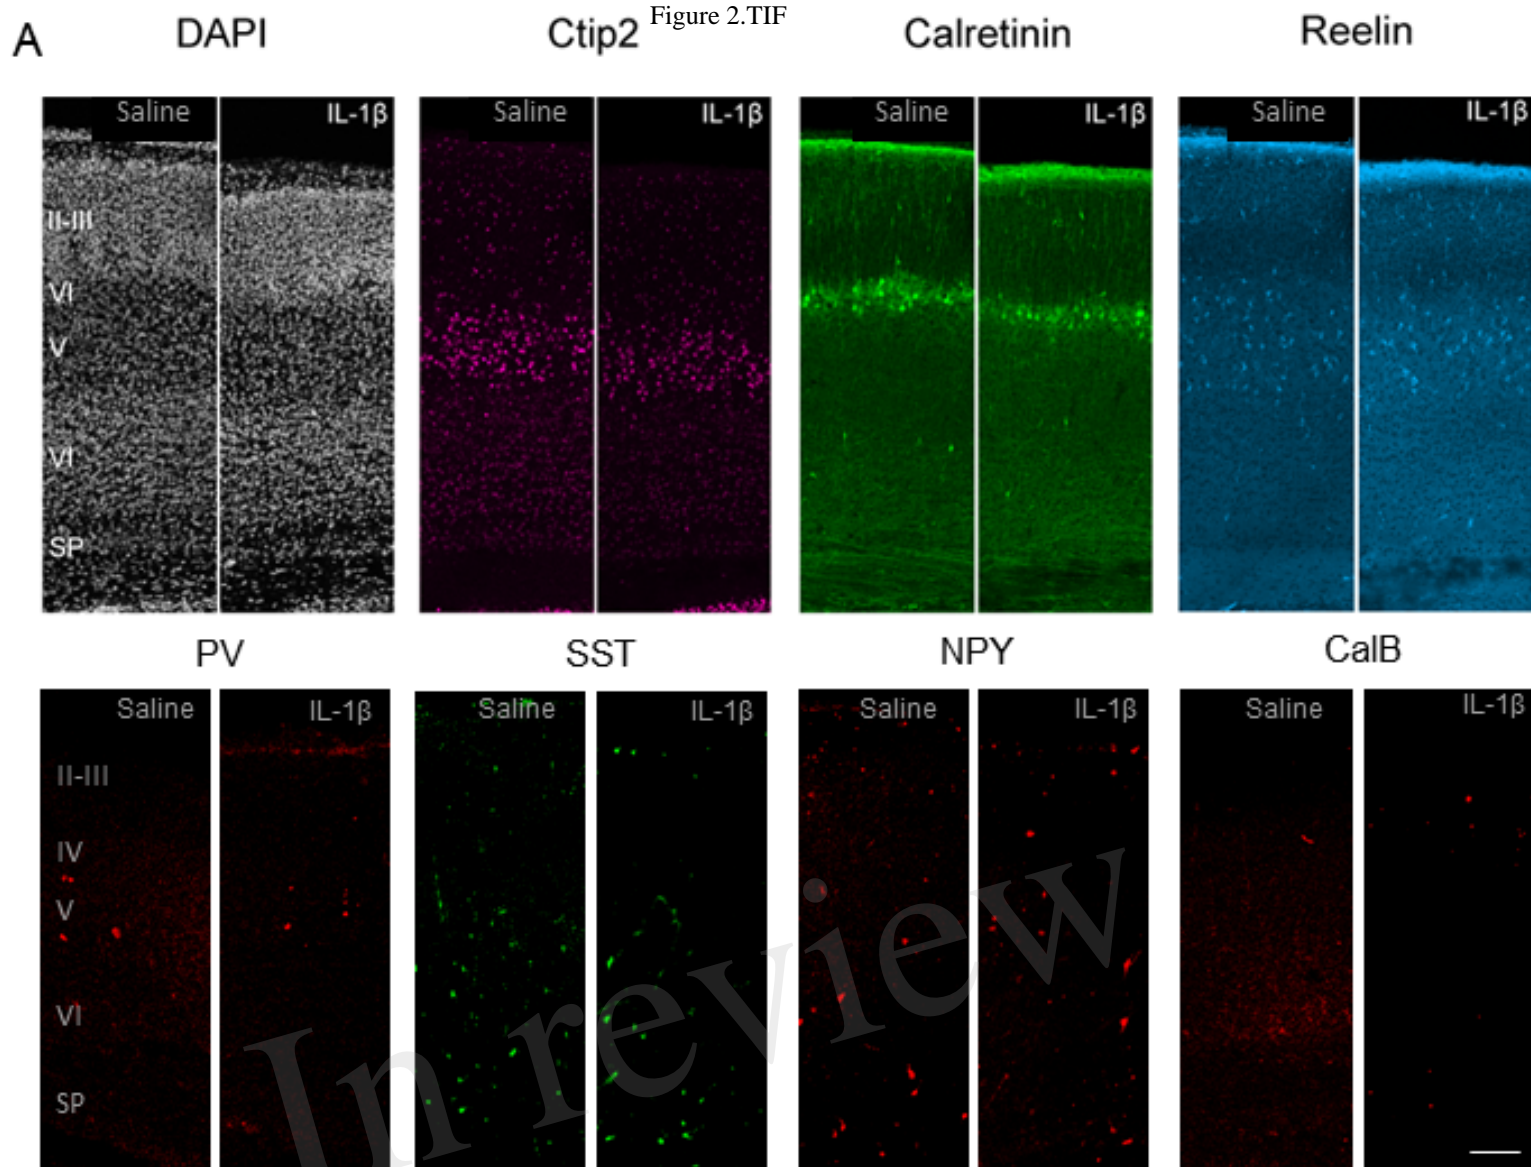 Figure 2.TIF
A
DAPI Ctip2 Calretinin Reelin
Saline IL-1β Saline IL-1β Saline IL-1β Saline IL-1β
II-III
VI
V
VI
SP
PV SST NPY CalB
Saline IL-1β Saline IL-1β Saline IL-1β Saline IL-1β
II-III
IV
V
VI
SP
In review